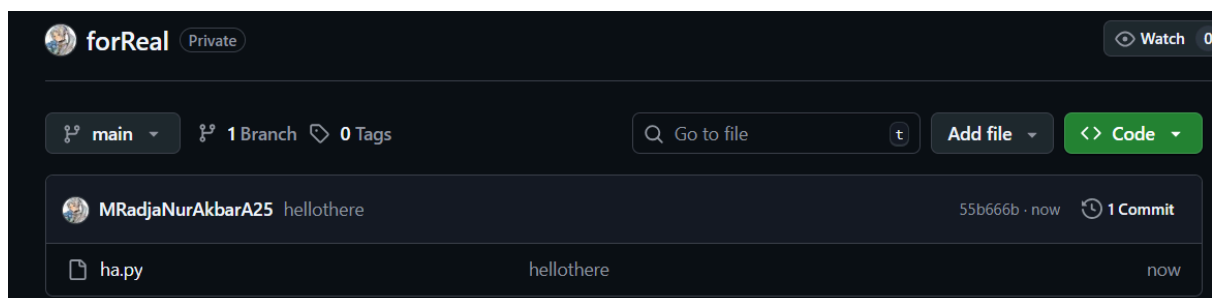 forReal Private Watch 0
main 1 Branch 0 Tags Go to file t Add file Code
MRadjaNurAkbarA25 hellothere 55b666b · now 1 Commit
ha.py hellothere now